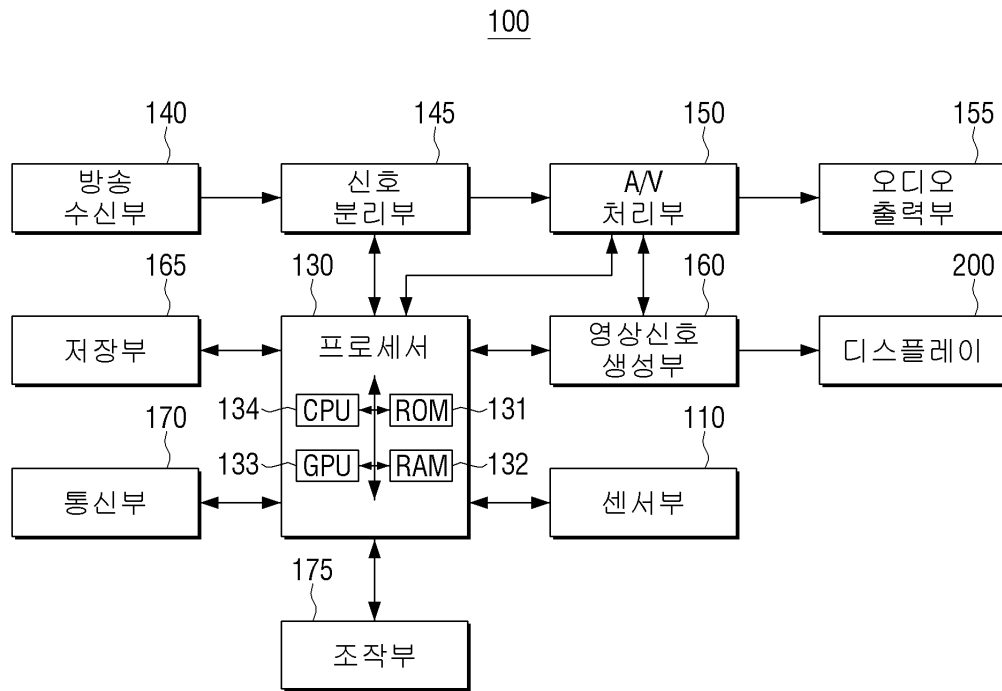 100
140
145
150
155
방송
수신부
신호
분리부
A/V
처리부
오디오
출력부
165
130
160
200
저장부
프로세서
영상신호
생성부
디스플레이
134
CPU
ROM
131
170
110
133
GPU
RAM
132
통신부
센서부
175
조작부